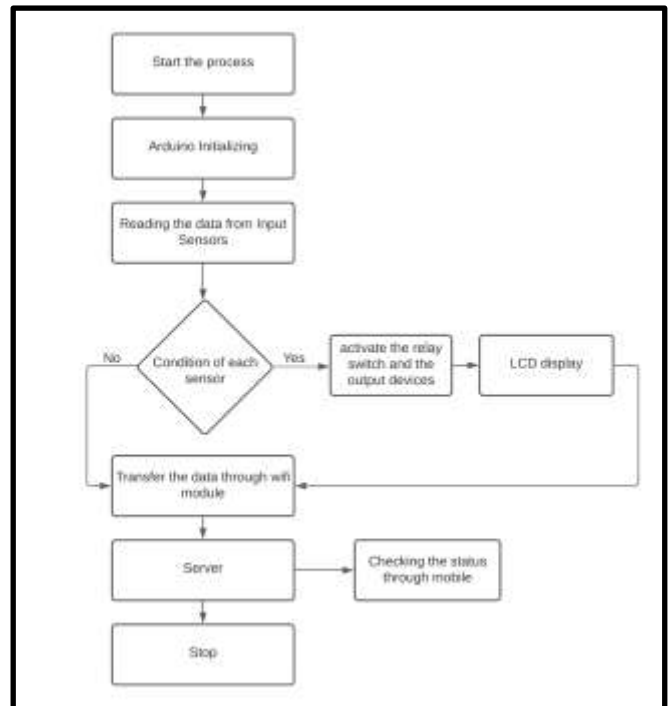 Start the process
Arduino Initializing
Reading the data from Input
Sensors
Condition of each
sensor
No
Yes
activate the relay
switch and the
output devices
LCD display
Transfer the data through wifi
module
Server
Checking the status
through mobile
Stop